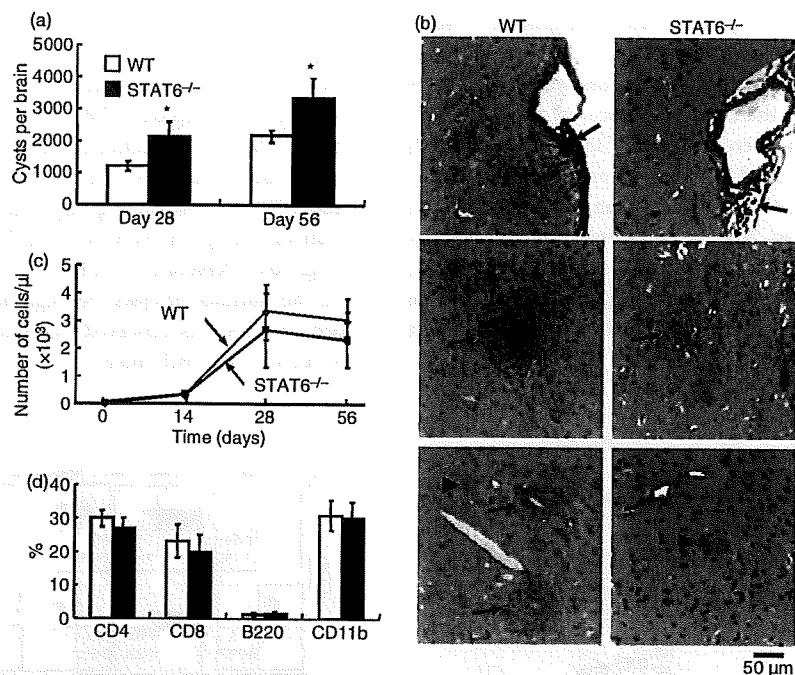 (a)
Cysts per brain
5000
4000
3000
2000
1000
0
WT
STAT6⁻/⁻
*
*
Day 28
Day 56
(b)
WT
STAT6⁻/⁻
(c)
Number of cells/µl
(×10³)
5
4
3
2
1
0
WT
STAT6⁻/⁻
0
14
28
56
Time (days)
(d)
%
40
30
20
10
0
CD4
CD8
B220
CD11b
50 µm